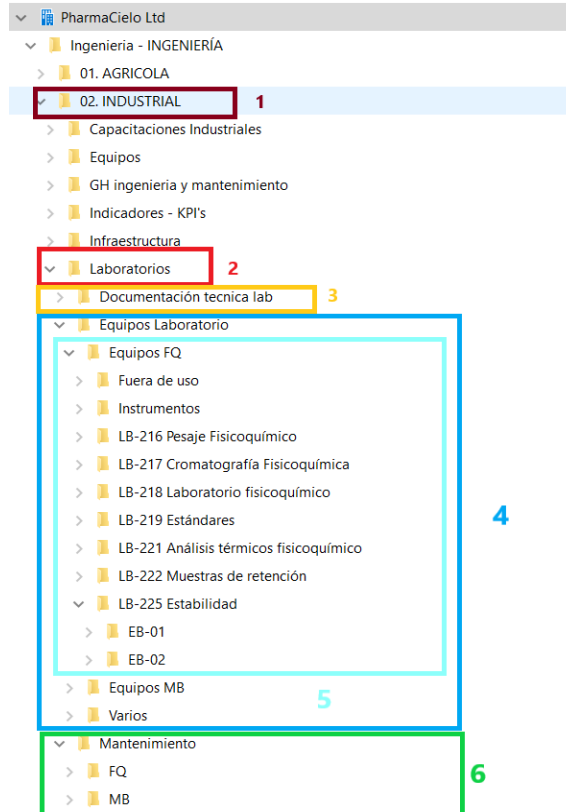 PharmaCielo Ltd
Ingenieria - INGENIERÍA
01. AGRICOLA
02. INDUSTRIAL 1
Capacitaciones Industriales
Equipos
GH ingenieria y mantenimiento
Indicadores - KPI's
Infraestructura
Laboratorios 2
Documentación tecnica lab 3
Equipos Laboratorio
Equipos FQ
Fuera de uso
Instrumentos
LB-216 Pesaje Fisicoquímico
LB-217 Cromatografía Fisicoquímica
LB-218 Laboratorio fisicoquímico
LB-219 Estándares 4
LB-221 Análisis térmicos fisicoquímico
LB-222 Muestras de retención
LB-225 Estabilidad
EB-01
EB-02
Equipos MB 5
Varios
Mantenimiento
FQ 6
MB